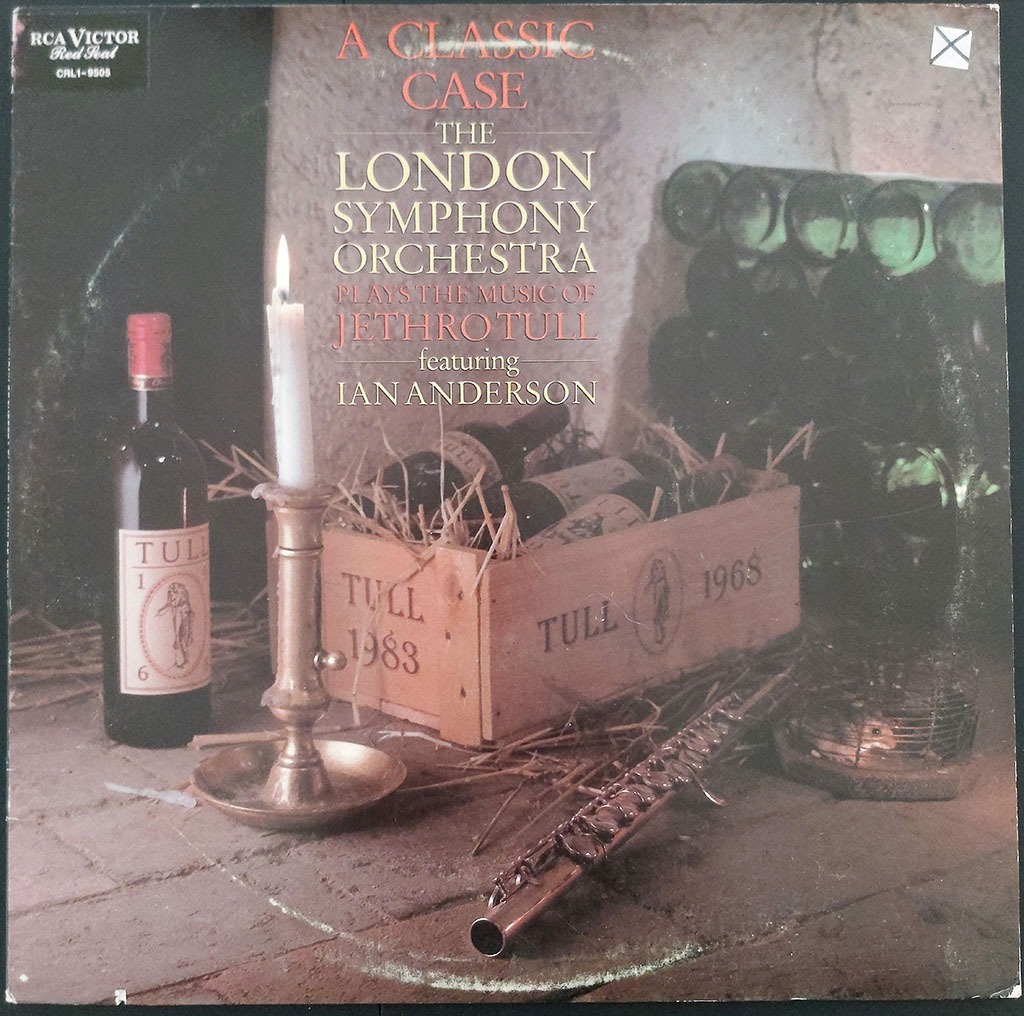 RCA VICTOR
Red Seal
CRL1-9505
A CLASSIC
CASE
THE
LONDON
SYMPHONY
ORCHESTRA
PLAYS THE MUSIC OF
JETHRO TULL
featuring
IAN ANDERSON
TULL
1
6
TULL
1983
TULL 1968